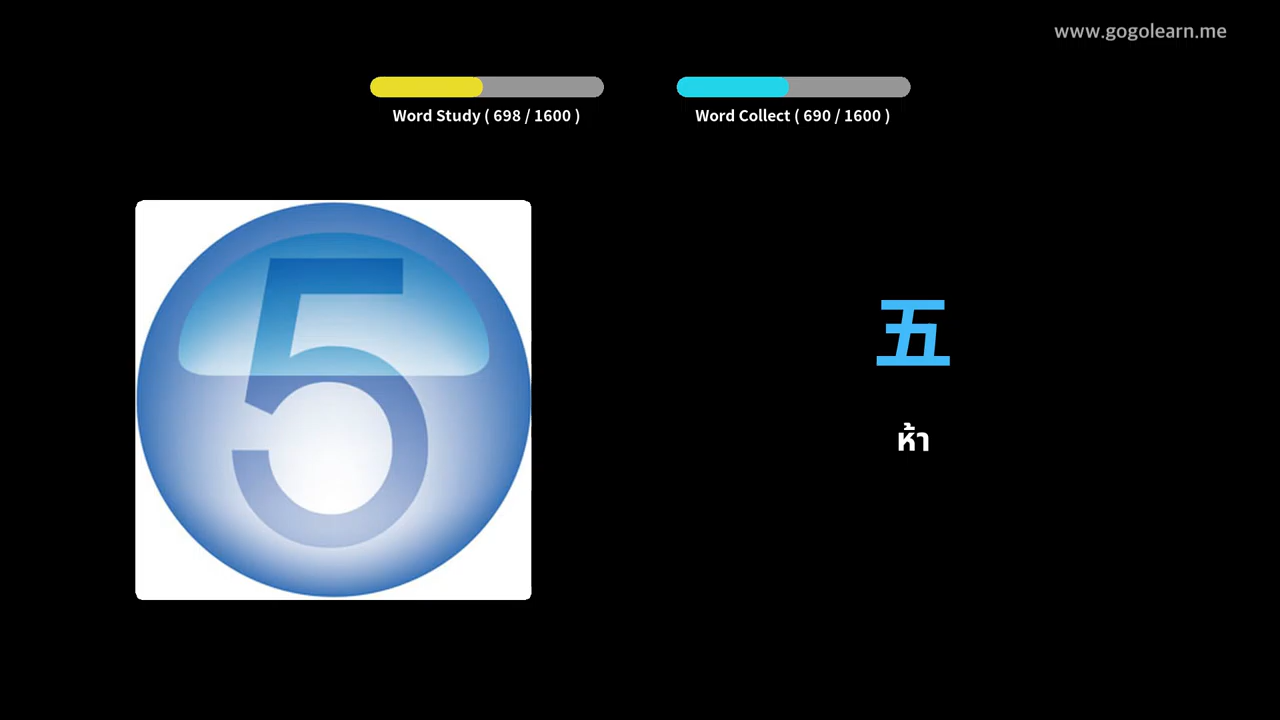 www.gogolearn.me
Word Study ( 698 / 1600 )
Word Collect ( 690 / 1600 )
5
五
ห้า